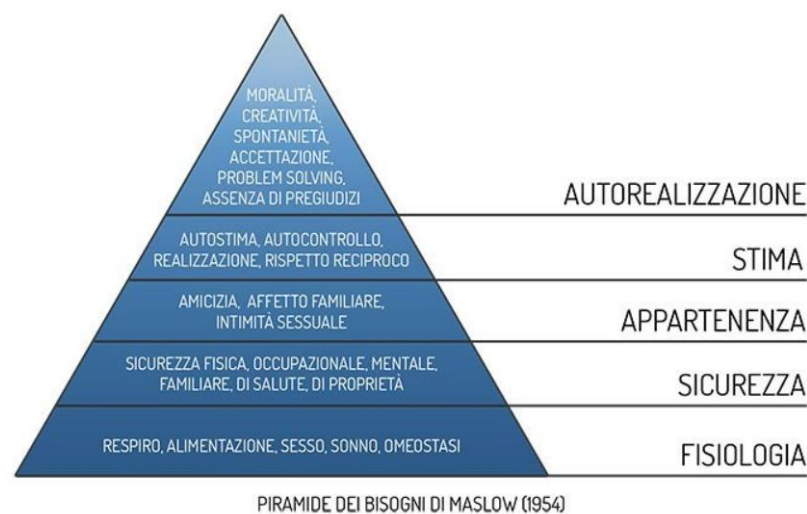 MORALITÀ,
CREATIVITÀ,
SPONTANIETÀ,
ACCETTAZIONE,
PROBLEM SOLVING,
ASSENZA DI PREGIUDIZI
AUTOREALIZZAZIONE
AUTOSTIMA, AUTOCONTROLLO,
REALIZZAZIONE, RISPETTO RECIPROCO
STIMA
AMICIZIA, AFFETTO FAMILIARE,
INTIMITÀ SESSUALE
APPARTENENZA
SICUREZZA FISICA, OCCUPAZIONALE, MENTALE,
FAMILIARE, DI SALUTE, DI PROPRIETÀ
SICUREZZA
RESPIRO, ALIMENTAZIONE, SESSO, SONNO, OMEOSTASI
FISIOLOGIA
PIRAMIDE DEI BISOGNI DI MASLOW (1954)